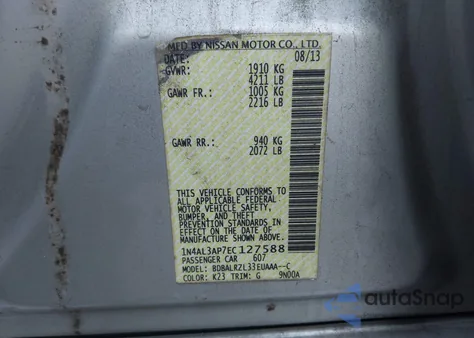 MFD BY NISSAN MOTOR CO., LTD.
DATE: 08/13
GVWR: 1910 KG
4211 LB
GAWR FR.: 1005 KG
2216 LB
GAWR RR.: 940 KG
2072 LB
THIS VEHICLE CONFORMS TO
ALL APPLICABLE FEDERAL
MOTOR VEHICLE SAFETY,
BUMPER, AND THEFT
PREVENTION STANDARDS
IN EFFECT ON THE DATE OF
MANUFACTURE SHOWN ABOVE.
1N4AL3AP7EC127588
PASSENGER CAR 607
MODEL: BDBALRZL33EUAAA--C
COLOR: K23 TRIM: G 9N00A
autoSnap